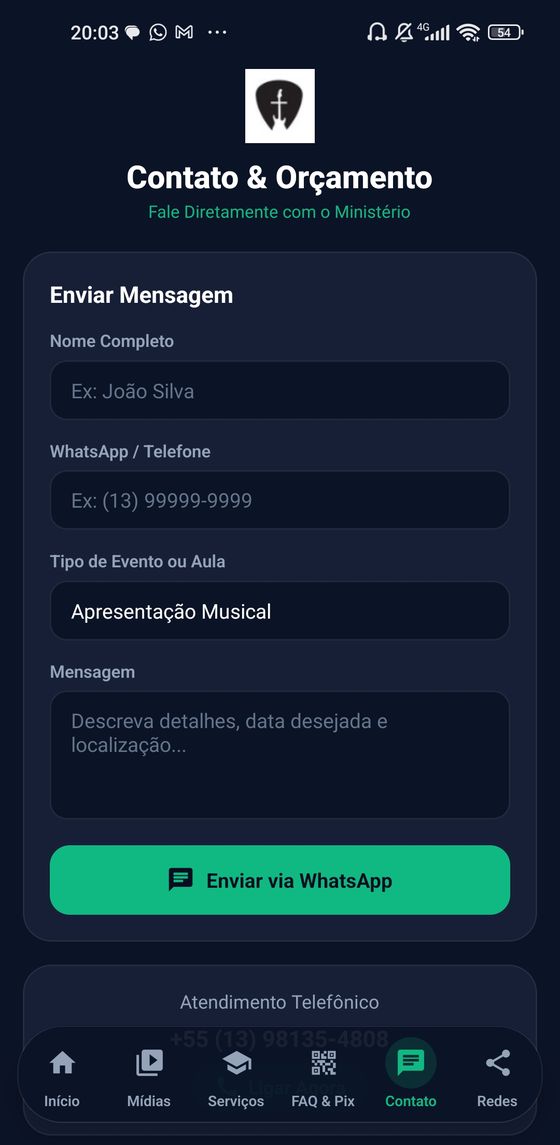 20:03
4G
54
Contato & Orçamento
Fale Diretamente com o Ministério
Enviar Mensagem
Nome Completo
Ex: João Silva
WhatsApp / Telefone
Ex: (13) 99999-9999
Tipo de Evento ou Aula
Apresentação Musical
Mensagem
Descreva detalhes, data desejada e
localização...
Enviar via WhatsApp
Atendimento Telefônico
+55 (13) 98135-4808
Ligar Agora
Início
Mídias
Serviços
FAQ & Pix
Contato
Redes